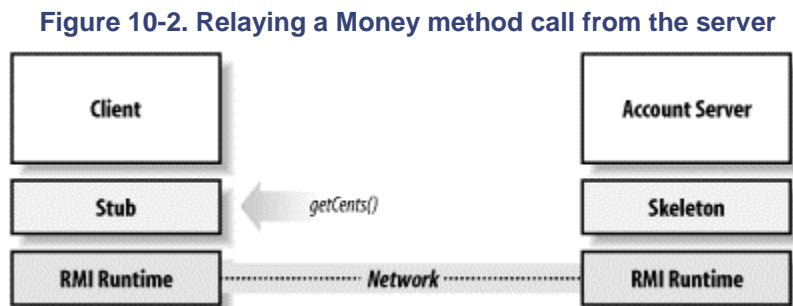 Figure 10-2. Relaying a Money method call from the server
Client
Account Server
Stub
getCents()
Skeleton
RMI Runtime
Network
RMI Runtime